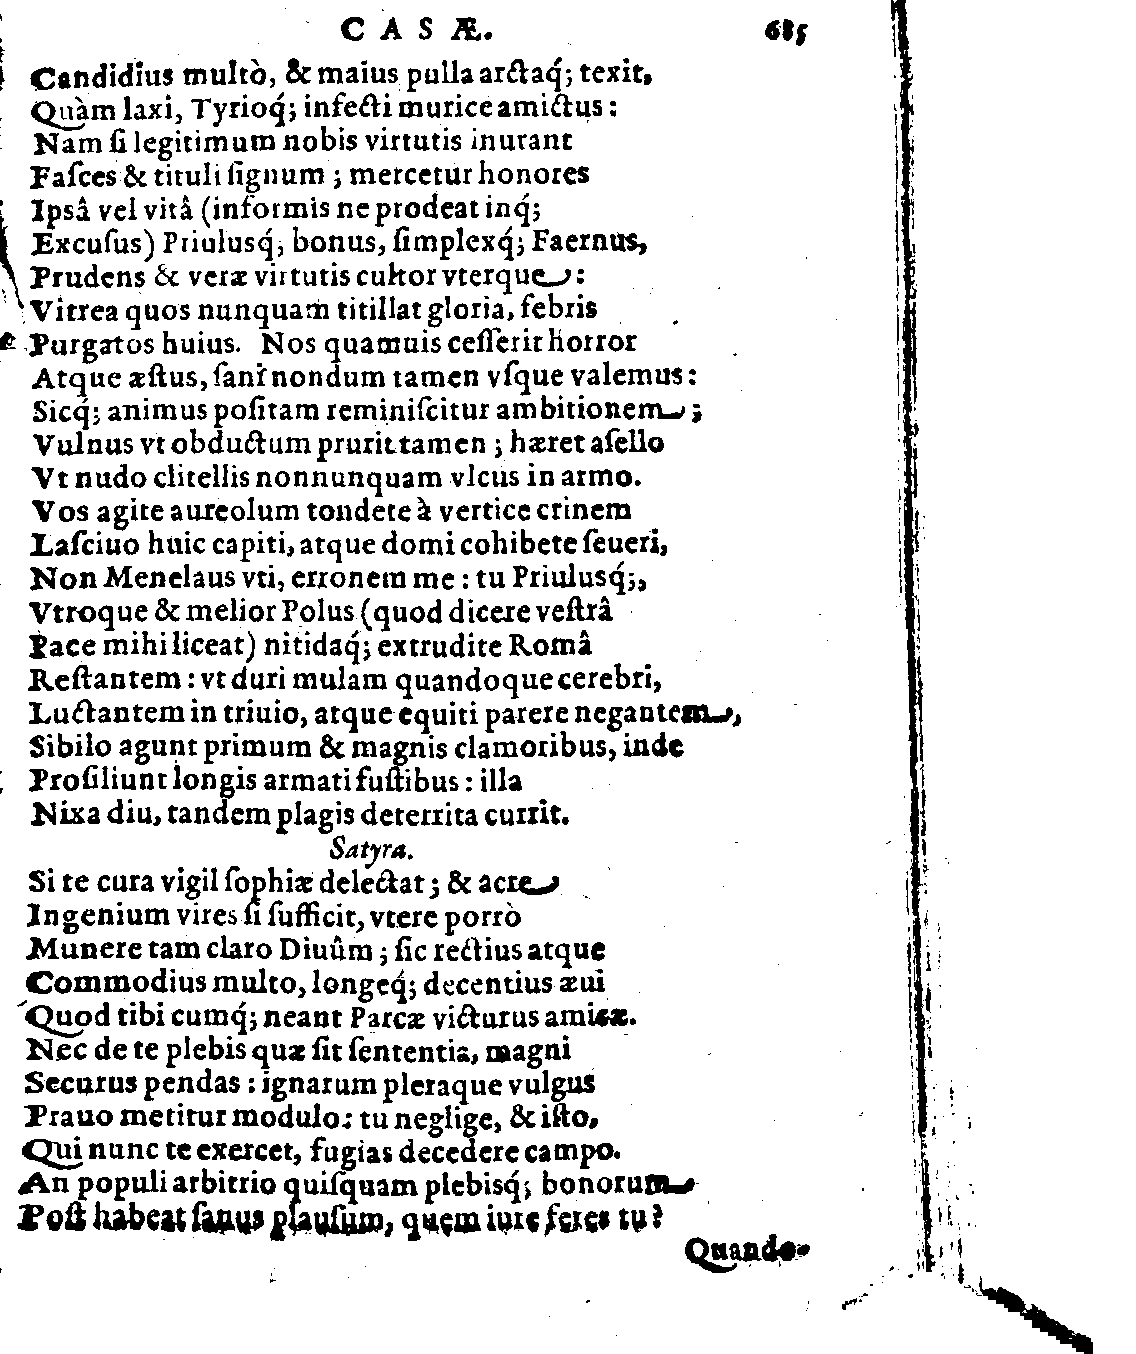 CASÆ. 685
Candidius multò, & maius pulla arctaq́; texit,
Quàm laxi, Tyrioq́; infecti murice amictus:
Nam ſi legitimum nobis virtutis inurant
Faſces & tituli ſignum; mercetur honores
Ipsâ vel vitâ (informis ne prodeat inq́;
Excuſus) Priulusq́; bonus, ſimplexq́; Faernus,
Prudens & veræ virtutis cultor vterque:
Vitrea quos nunquam titillat gloria, febris
Purgatos huius. Nos quamuis ceſſerit horror
Atque æſtus, ſani nondum tamen vſque valemus:
Sicq́; animus poſitam reminiſcitur ambitionem;
Vulnus vt obductum prurit tamen; hæret aſello
Vt nudo clitellis nonnunquam vlcus in armo.
Vos agite aureolum tondete à vertice crinem
Laſciuo huic capiti, atque domi cohibete ſeueri,
Non Menelaus vti, erronem me: tu Priulusq́;,
Vtroque & melior Polus (quod dicere veſtrâ
Pace mihi liceat) nitidaq́; extrudite Româ
Reſtantem: vt duri mulam quandoque cerebri,
Luctantem in triuio, atque equiti parere negantem,
Sibilo agunt primum & magnis clamoribus, inde
Proſiliunt longis armati fuſtibus: illa
Nixa diu, tandem plagis deterrita currit.
Satyra.
Si te cura vigil ſophiæ delectat; & acre
Ingenium vires ſi ſufficit, vtere porrò
Munere tam claro Diuûm; ſic rectius atque
Commodius multo, longeq́; decentius æui
Quod tibi cumq́; neant Parcæ victurus amicæ.
Nec de te plebis quæ ſit ſententia, magni
Securus pendas: ignarum pleraque vulgus
Prauo metitur modulo: tu neglige, & iſto,
Qui nunc te exercet, fugias decedere campo.
An populi arbitrio quiſquam plebisq́; bonorum
Poſt habeat ſanus plauſum, quem iure feres tu?
Quando-